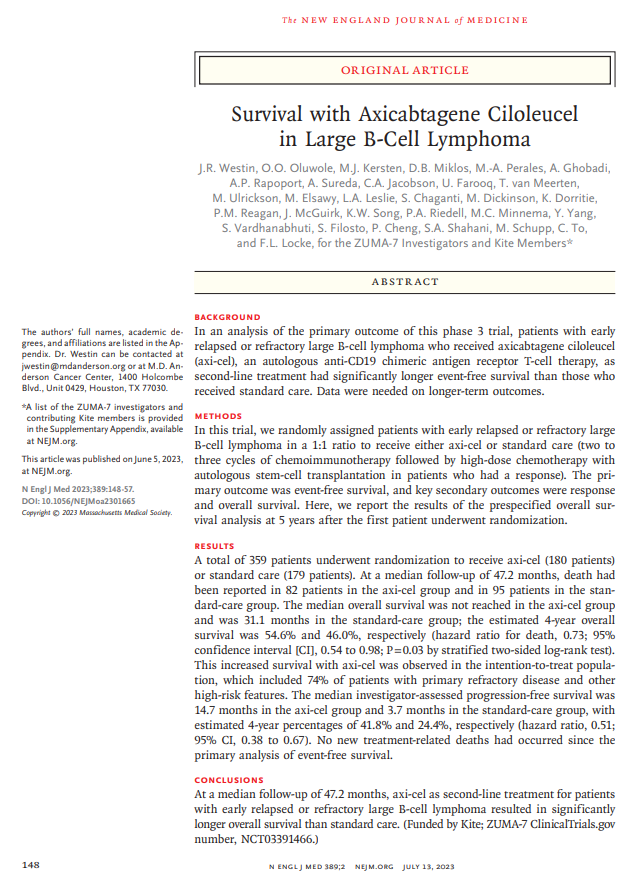 The NEW ENGLAND JOURNAL of MEDICINE
ORIGINAL ARTICLE
Survival with Axicabtagene Ciloleucel
in Large B-Cell Lymphoma
J.R. Westin, O.O. Oluwole, M.J. Kersten, D.B. Miklos, M.-A. Perales, A. Ghobadi,
A.P. Rapoport, A. Sureda, C.A. Jacobson, U. Farooq, T. van Meerten,
M. Ulrickson, M. Elsawy, L.A. Leslie, S. Chaganti, M. Dickinson, K. Dorritie,
P.M. Reagan, J. McGuirk, K.W. Song, P.A. Riedell, M.C. Minnema, Y. Yang,
S. Vardhanabhuti, S. Filosto, P. Cheng, S.A. Shahani, M. Schupp, C. To,
and F.L. Locke, for the ZUMA-7 Investigators and Kite Members*
ABSTRACT
The authors' full names, academic de-
grees, and affiliations are listed in the Ap-
pendix. Dr. Westin can be contacted at
jwestin@mdanderson.org or at M.D. An-
derson Cancer Center, 1400 Holcombe
Blvd., Unit 0429, Houston, TX 77030.
*A list of the ZUMA-7 investigators and
contributing Kite members is provided
in the Supplementary Appendix, available
at NEJM.org.
This article was published on June 5, 2023,
at NEJM.org.
N Engl J Med 2023;389:148-57.
DOI: 10.1056/NEJMoa2301665
Copyright © 2023 Massachusetts Medical Society.
BACKGROUND
In an analysis of the primary outcome of this phase 3 trial, patients with early
relapsed or refractory large B-cell lymphoma who received axicabtagene ciloleucel
(axi-cel), an autologous anti-CD19 chimeric antigen receptor T-cell therapy, as
second-line treatment had significantly longer event-free survival than those who
received standard care. Data were needed on longer-term outcomes.
METHODS
In this trial, we randomly assigned patients with early relapsed or refractory large
B-cell lymphoma in a 1:1 ratio to receive either axi-cel or standard care (two to
three cycles of chemoimmunotherapy followed by high-dose chemotherapy with
autologous stem-cell transplantation in patients who had a response). The pri-
mary outcome was event-free survival, and key secondary outcomes were response
and overall survival. Here, we report the results of the prespecified overall sur-
vival analysis at 5 years after the first patient underwent randomization.
RESULTS
A total of 359 patients underwent randomization to receive axi-cel (180 patients)
or standard care (179 patients). At a median follow-up of 47.2 months, death had
been reported in 82 patients in the axi-cel group and in 95 patients in the stan-
dard-care group. The median overall survival was not reached in the axi-cel group
and was 31.1 months in the standard-care group; the estimated 4-year overall
survival was 54.6% and 46.0%, respectively (hazard ratio for death, 0.73; 95%
confidence interval [CI], 0.54 to 0.98; P=0.03 by stratified two-sided log-rank test).
This increased survival with axi-cel was observed in the intention-to-treat popula-
tion, which included 74% of patients with primary refractory disease and other
high-risk features. The median investigator-assessed progression-free survival was
14.7 months in the axi-cel group and 3.7 months in the standard-care group, with
estimated 4-year percentages of 41.8% and 24.4%, respectively (hazard ratio, 0.51;
95% CI, 0.38 to 0.67). No new treatment-related deaths had occurred since the
primary analysis of event-free survival.
CONCLUSIONS
At a median follow-up of 47.2 months, axi-cel as second-line treatment for patients
with early relapsed or refractory large B-cell lymphoma resulted in significantly
longer overall survival than standard care. (Funded by Kite; ZUMA-7 ClinicalTrials.gov
number, NCT03391466.)
148
N ENGL J MED 389;2 NEJM.ORG JULY 13, 2023